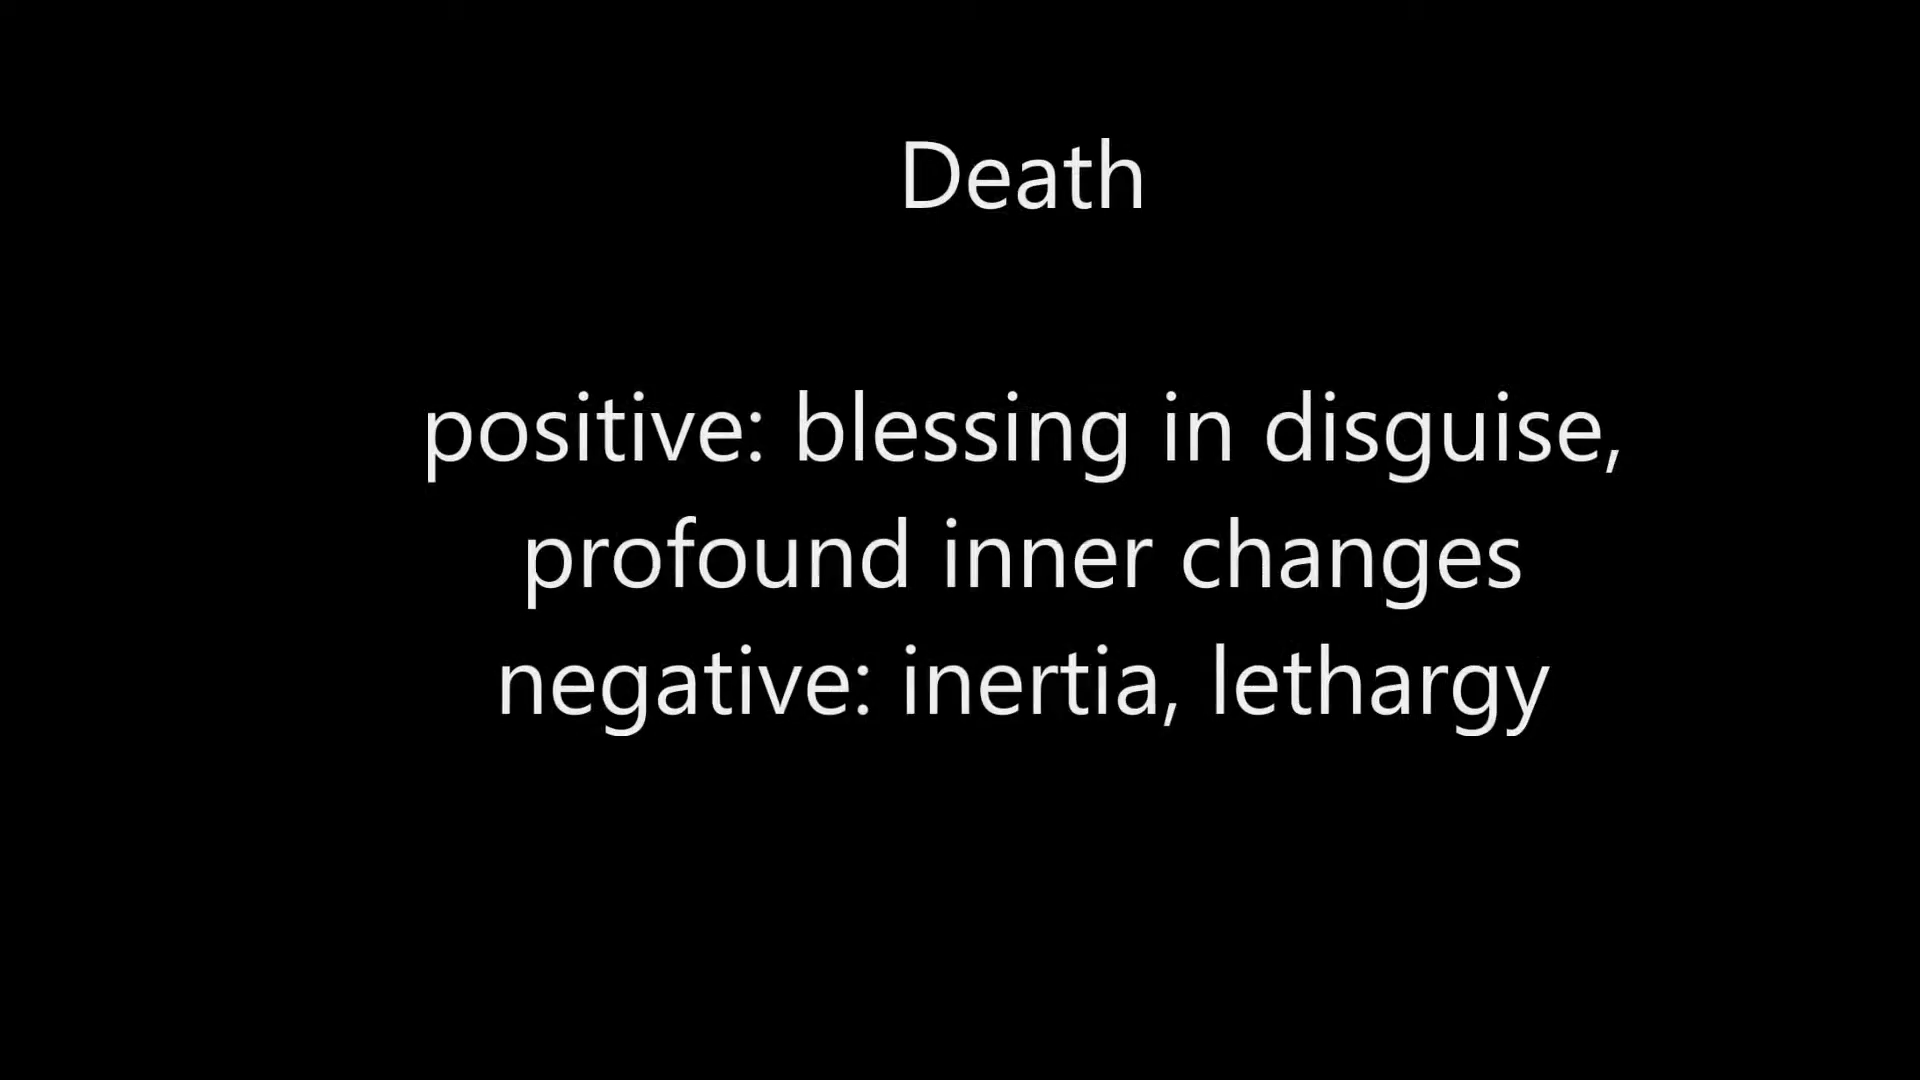 Death
positive: blessing in disguise,
profound inner changes
negative: inertia, lethargy